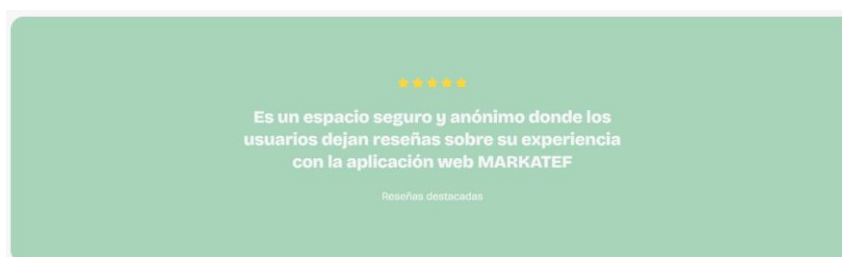 Es un espacio seguro y anónimo donde los
usuarios dejan reseñas sobre su experiencia
con la aplicación web MARKATEF
Reseñas destacadas